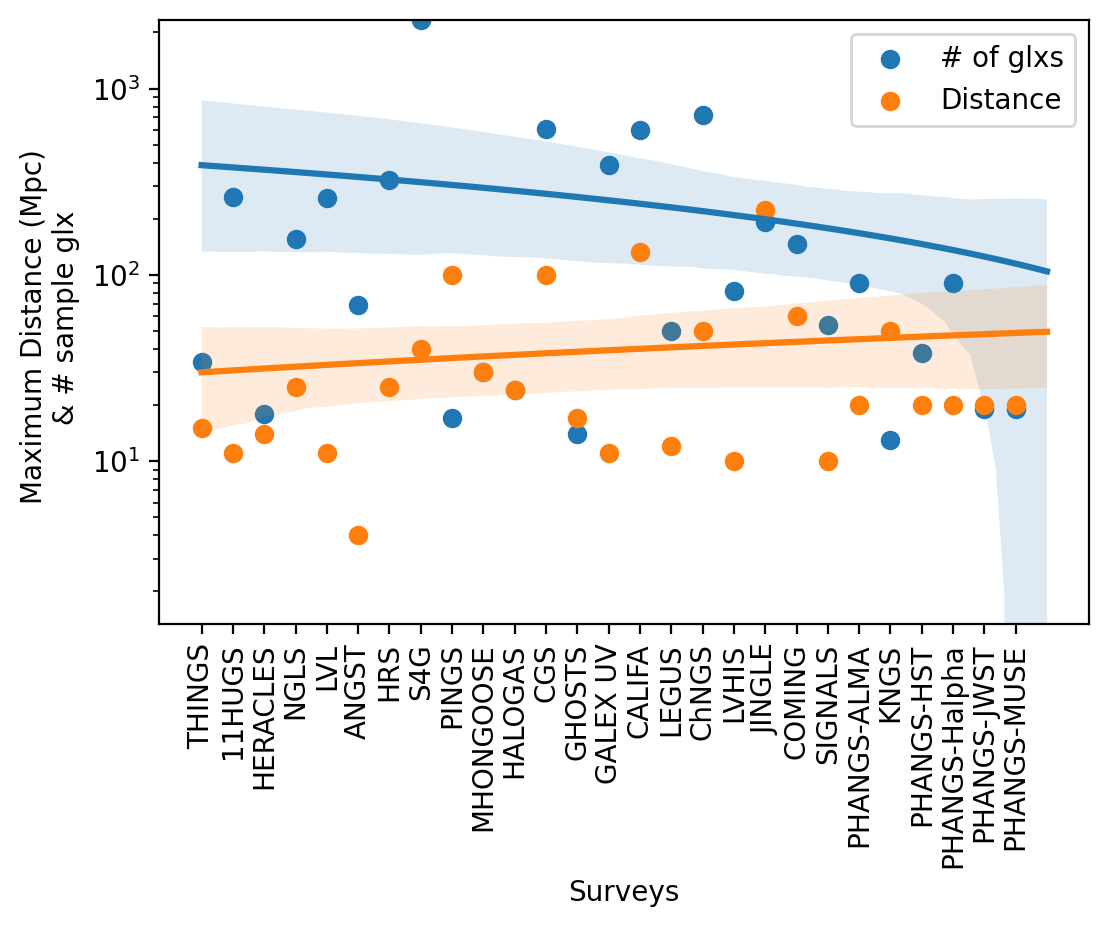 # of glxs
Distance
Maximum Distance (Mpc)
& # sample glx
10³
10²
10¹
THINGS
11HUGS
HERACLES
NGLS
LVL
ANGST
HRS
S4G
PINGS
MHONGOOSE
HALOGAS
CGS
GHOSTS
GALEX UV
CALIFA
LEGUS
ChNGS
LVHIS
JINGLE
COMING
SIGNALS
PHANGS-ALMA
KNGS
PHANGS-HST
PHANGS-Halpha
PHANGS-JWST
PHANGS-MUSE
Surveys